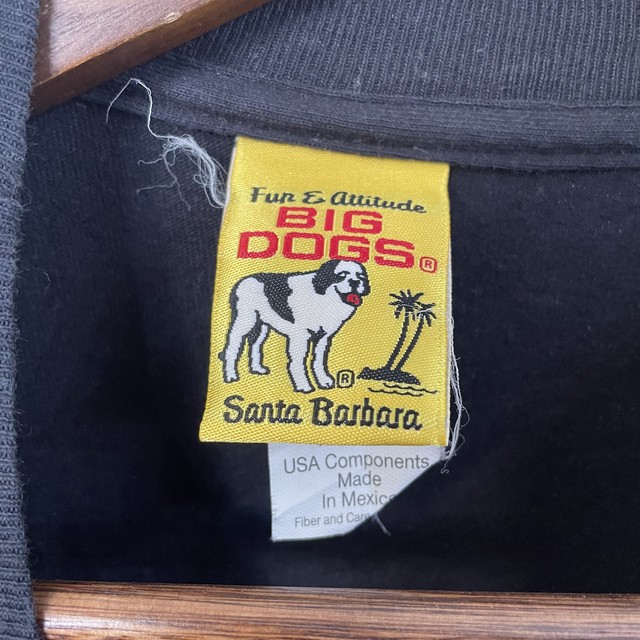 Fun & Attitude
BIG
DOGS®
®
Santa Barbara
USA Components
Made
In Mexico
Fiber and Care